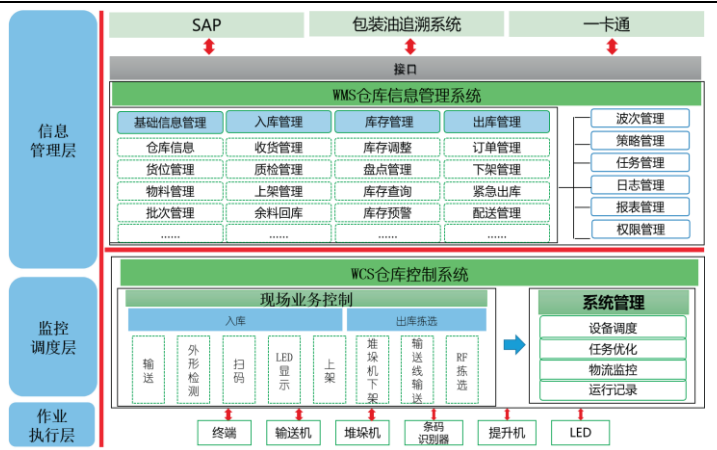 SAP 包装油追溯系统 一卡通
接口
信息
管理层
WMS仓库信息管理系统
基础信息管理 入库管理 库存管理 出库管理
仓库信息 收货管理 库存调整 订单管理
货位管理 质检管理 盘点管理 下架管理
物料管理 上架管理 库存查询 紧急出库
批次管理 余料回库 库存预警 配送管理
...... ...... ...... ......
波次管理
策略管理
任务管理
日志管理
报表管理
权限管理
监控
调度层
WCS仓库控制系统
现场业务控制
入库 出库拣选
输送
外形检测
扫码
LED
显示
上架
堆垛机下架
输送线输送
RF
拣选
系统管理
设备调度
任务优化
物流监控
运行记录
作业
执行层
终端 输送机 堆垛机 条码
识别器 提升机 LED